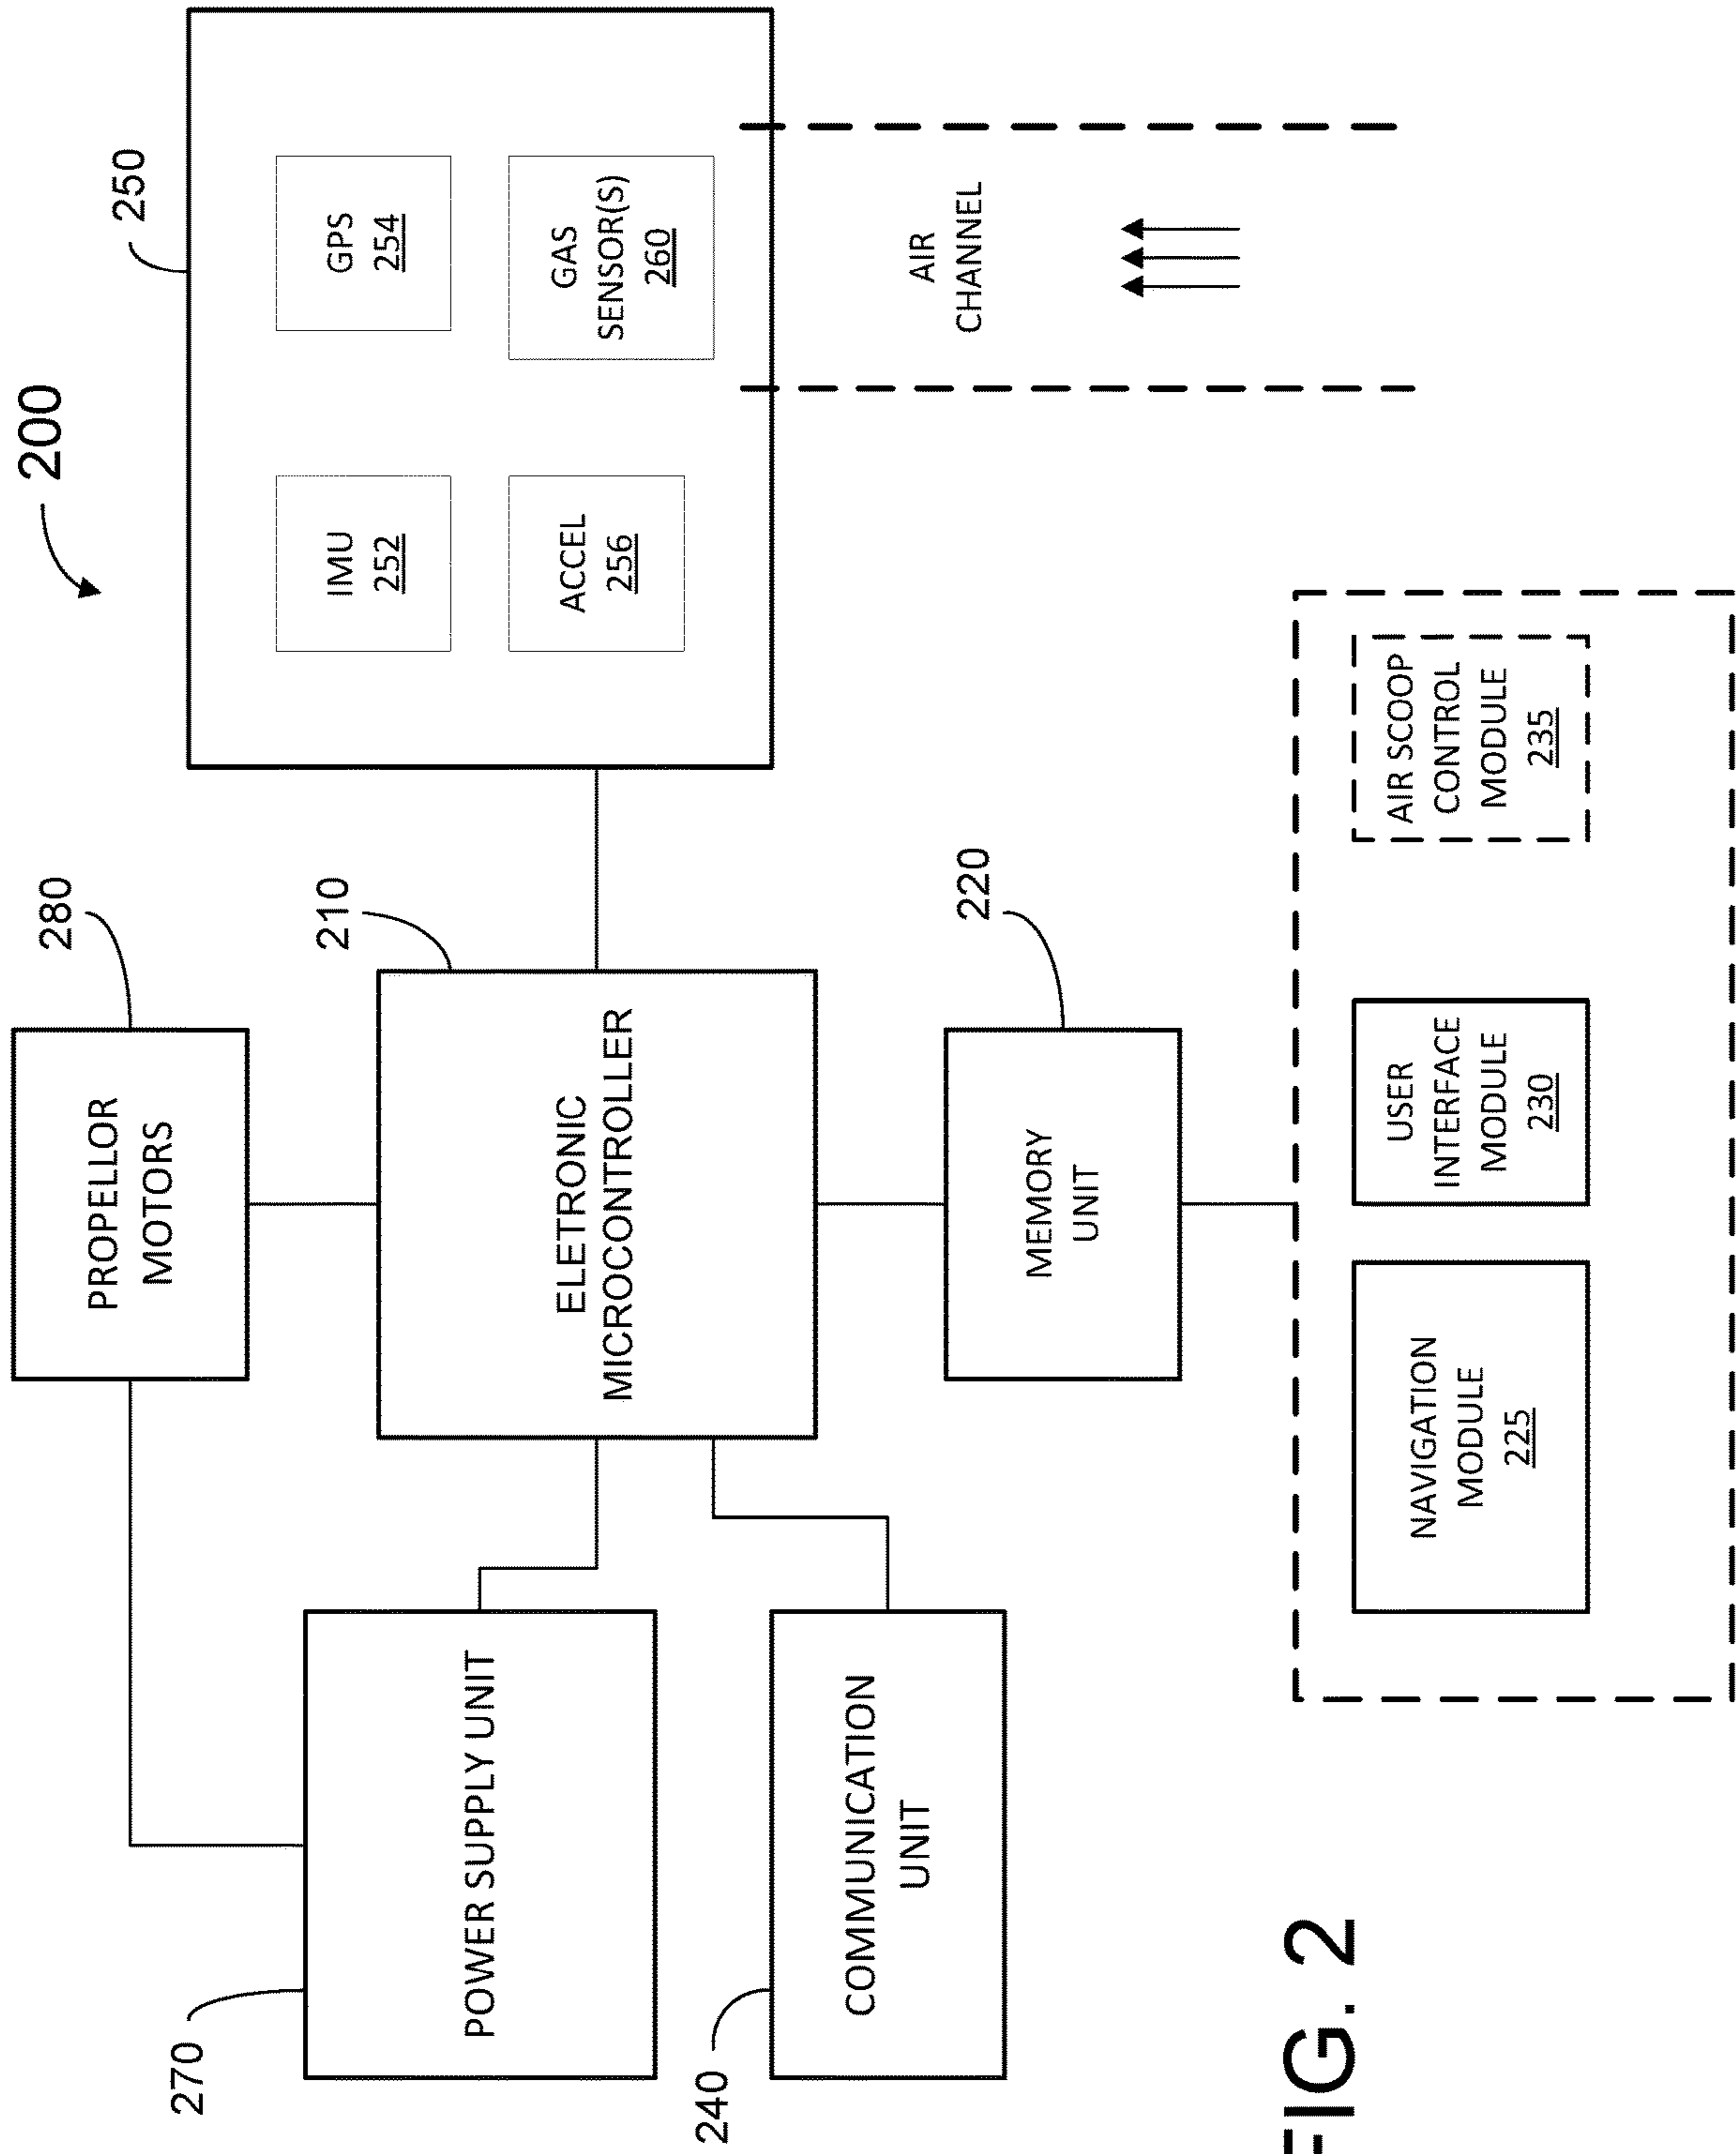 200
280
PROPELLOR
MOTORS
250
270
POWER SUPPLY UNIT
210
ELETRONIC
MICROCONTROLLER
IMU
252
GPS
254
ACCEL
256
GAS
SENSOR(S)
260
240
COMMUNICATION
UNIT
220
MEMORY
UNIT
AIR
CHANNEL
NAVIGATION
MODULE
225
USER
INTERFACE
MODULE
230
AIR SCOOP
CONTROL
MODULE
235
FIG. 2